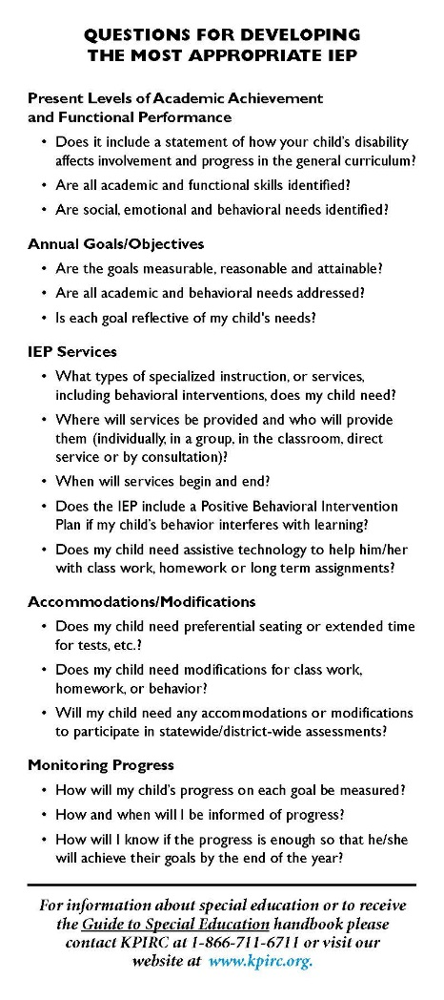 QUESTIONS FOR DEVELOPING
THE MOST APPROPRIATE IEP
Present Levels of Academic Achievement
and Functional Performance
• Does it include a statement of how your child's disability
affects involvement and progress in the general curriculum?
• Are all academic and functional skills identified?
• Are social, emotional and behavioral needs identified?
Annual Goals/Objectives
• Are the goals measurable, reasonable and attainable?
• Are all academic and behavioral needs addressed?
• Is each goal reflective of my child's needs?
IEP Services
• What types of specialized instruction, or services,
including behavioral interventions, does my child need?
• Where will services be provided and who will provide
them (individually, in a group, in the classroom, direct
service or by consultation)?
• When will services begin and end?
• Does the IEP include a Positive Behavioral Intervention
Plan if my child's behavior interferes with learning?
• Does my child need assistive technology to help him/her
with class work, homework or long term assignments?
Accommodations/Modifications
• Does my child need preferential seating or extended time
for tests, etc.?
• Does my child need modifications for class work,
homework, or behavior?
• Will my child need any accommodations or modifications
to participate in statewide/district-wide assessments?
Monitoring Progress
• How will my child's progress on each goal be measured?
• How and when will I be informed of progress?
• How will I know if the progress is enough so that he/she
will achieve their goals by the end of the year?
For information about special education or to receive
the Guide to Special Education handbook please
contact KPIRC at 1-866-711-6711 or visit our
website at www.kpirc.org.